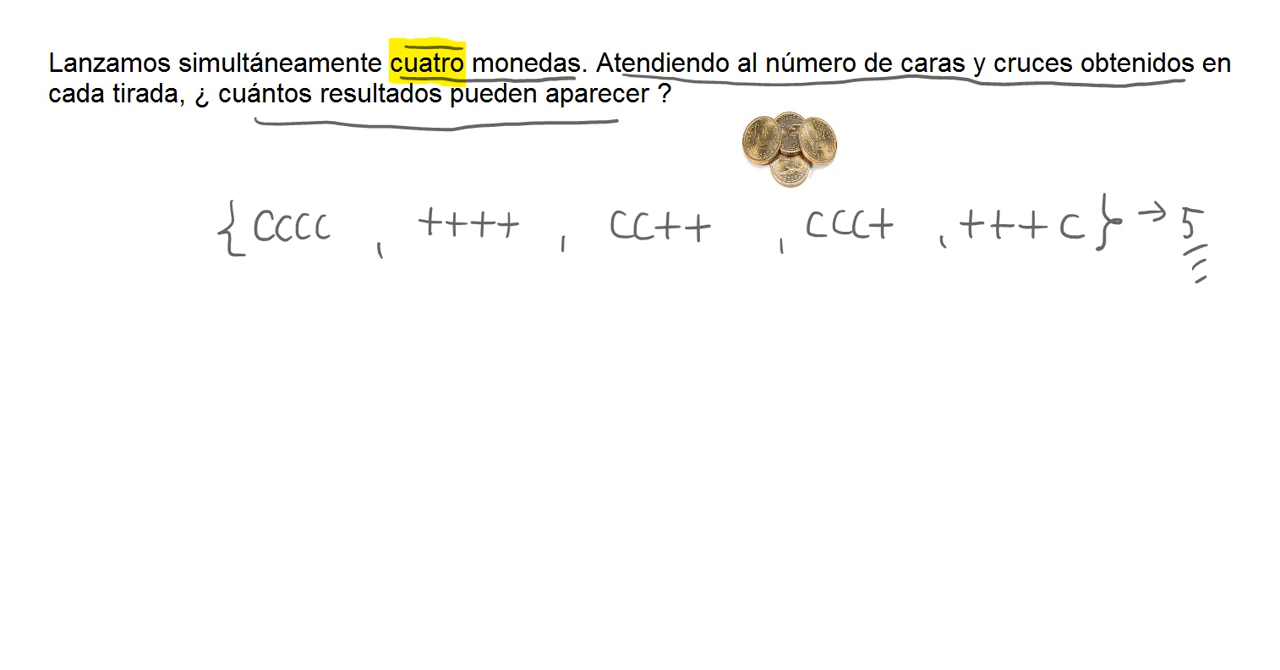 Lanzamos simultáneamente cuatro monedas. Atendiendo al número de caras y cruces obtenidos en
cada tirada, ¿ cuántos resultados pueden aparecer ?
{ CCCC , ++++ , CC++ , CCC+ , +++C } → 5